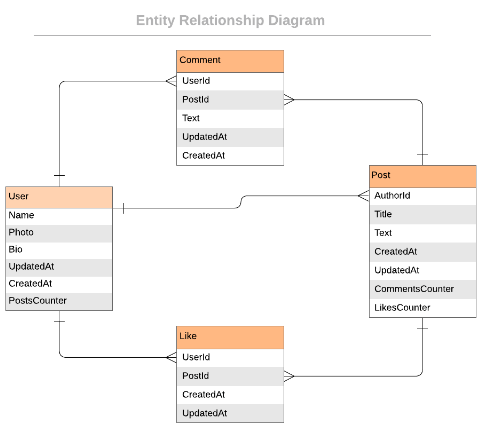 Entity Relationship Diagram
Comment
UserId
PostId
Text
UpdatedAt
CreatedAt
User
Name
Photo
Bio
UpdatedAt
CreatedAt
PostsCounter
Post
AuthorId
Title
Text
CreatedAt
UpdatedAt
CommentsCounter
LikesCounter
Like
UserId
PostId
CreatedAt
UpdatedAt